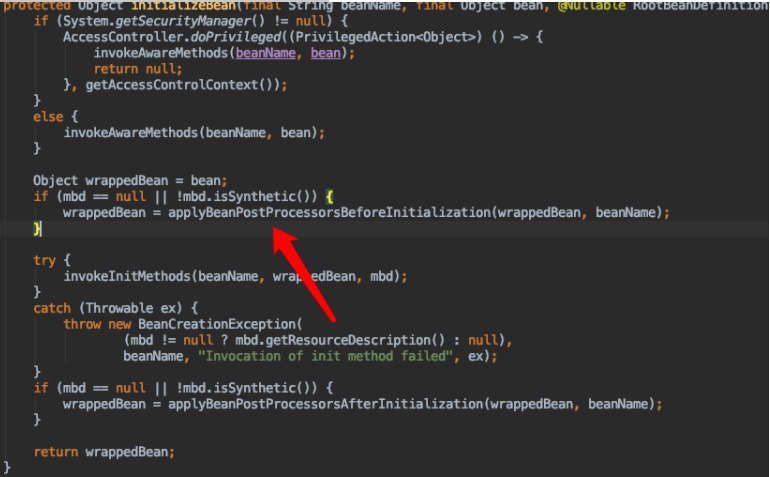 protected Object initializeBean(final String beanName, final Object bean, @Nullable RootBeanDefinition
if (System.getSecurityManager() != null) {
AccessController.doPrivileged((PrivilegedAction<Object>) () -> {
invokeAwareMethods(beanName, bean);
return null;
}, getAccessControlContext());
}
else {
invokeAwareMethods(beanName, bean);
}
Object wrappedBean = bean;
if (mbd == null || !mbd.isSynthetic()) {
wrappedBean = applyBeanPostProcessorsBeforeInitialization(wrappedBean, beanName);
}
try {
invokeInitMethods(beanName, wrappedBean, mbd);
}
catch (Throwable ex) {
throw new BeanCreationException(
(mbd != null ? mbd.getResourceDescription() : null),
beanName, "Invocation of init method failed", ex);
}
if (mbd == null || !mbd.isSynthetic()) {
wrappedBean = applyBeanPostProcessorsAfterInitialization(wrappedBean, beanName);
}
return wrappedBean;
}